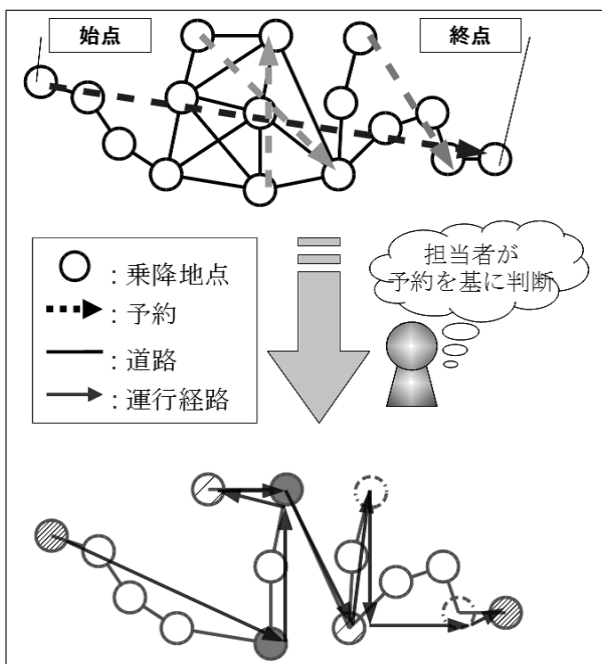 始点
終点
担当者が
予約を基に判断
：乗降地点
：予約
：道路
：運行経路